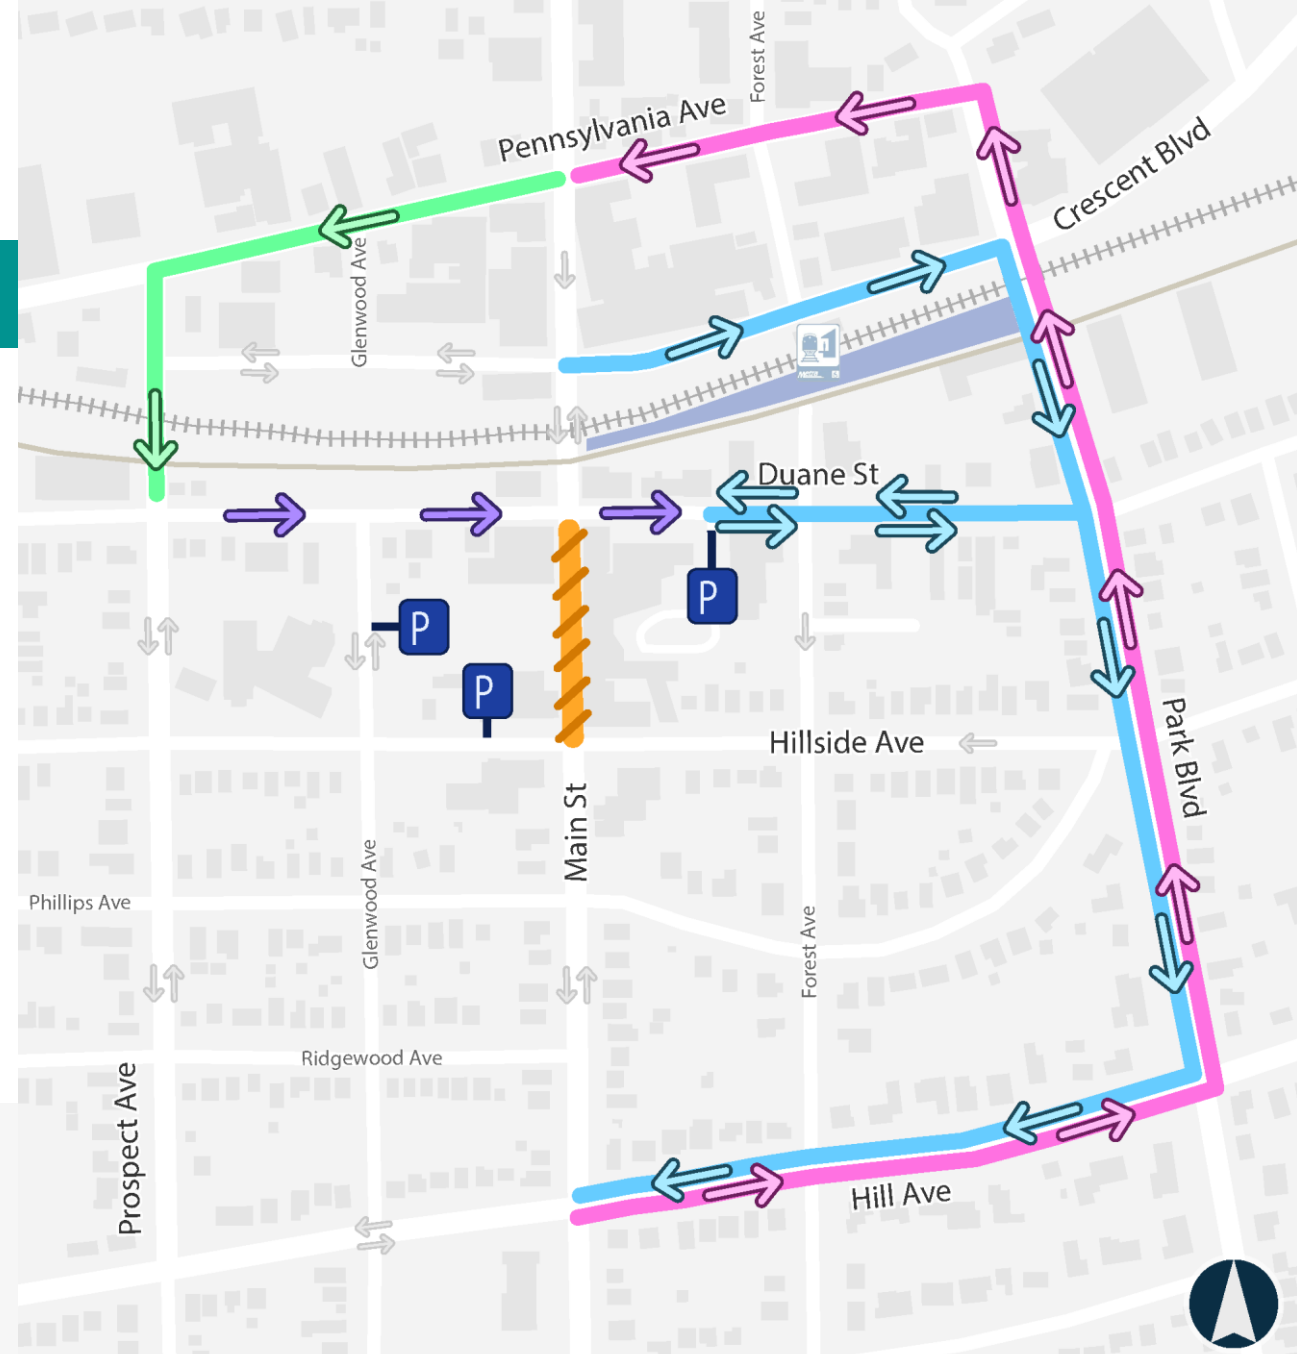 Forest Ave
Pennsylvania Ave
Crescent Blvd
Glenwood Ave
Duane St
P
P
P
Hillside Ave
Park Blvd
Main St
Glenwood Ave
Phillips Ave
Forest Ave
Ridgewood Ave
Prospect Ave
Hill Ave